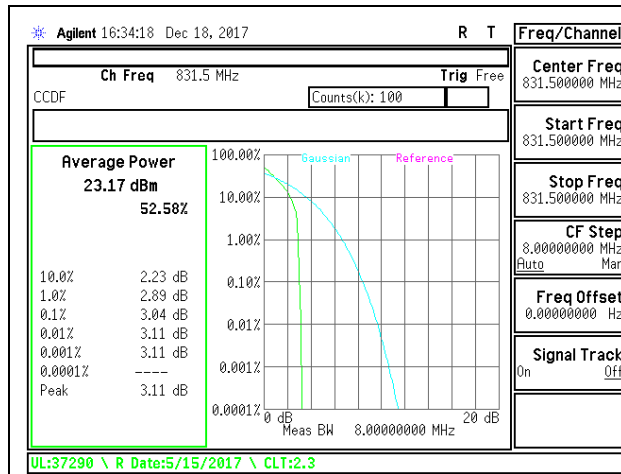 Agilent 16:34:18 Dec 18, 2017 R T
Ch Freq 831.5 MHz Trig Free
CCDF Counts(k): 100
Average Power
23.17 dBm
52.58%
10.0% 2.23 dB
1.0% 2.89 dB
0.1% 3.04 dB
0.01% 3.11 dB
0.001% 3.11 dB
0.0001% ----
Peak 3.11 dB
Gaussian Reference
100.00%
10.00%
1.00%
0.10%
0.01%
0.001%
0.0001%
0 dB 20 dB
Meas BW 8.00000000 MHz
Freq/Channel
Center Freq
831.500000 MHz
Start Freq
831.500000 MHz
Stop Freq
831.500000 MHz
CF Step
8.00000000 MHz
Auto Man
Freq Offset
0.00000000 Hz
Signal Track
On Off
UL:37290 \ R Date:5/15/2017 \ CLT:2.3